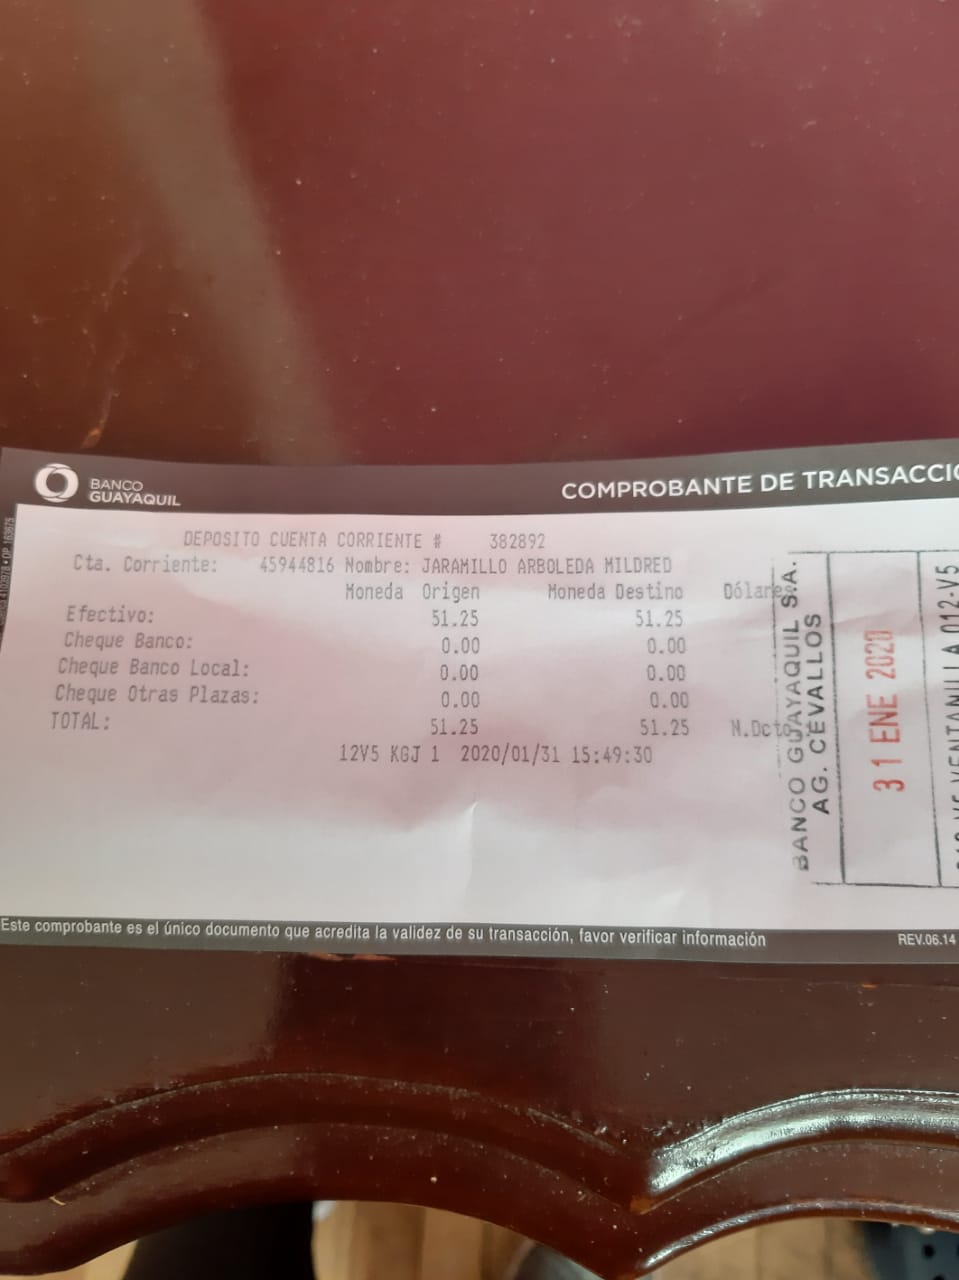 BANCO
GUAYAQUIL
COMPROBANTE DE TRANSACCIO
DEPOSITO CUENTA CORRIENTE # 382892
Cta. Corriente: 45944816 Nombre: JARAMILLO ARBOLEDA MILDRED
Moneda Origen Moneda Destino Dólares
Efectivo: 51.25 51.25
Cheque Banco: 0.00 0.00
Cheque Banco Local: 0.00 0.00
Cheque Otras Plazas: 0.00 0.00
TOTAL: 51.25 51.25 N.Dcto
12V5 KGJ 1 2020/01/31 15:49:30
BANCO GUAYAQUIL S.A.
AG. CEVALLOS
31 ENE 2020
VENTANILLA 012-V5
Este comprobante es el único documento que acredita la validez de su transacción, favor verificar información
REV.06.14